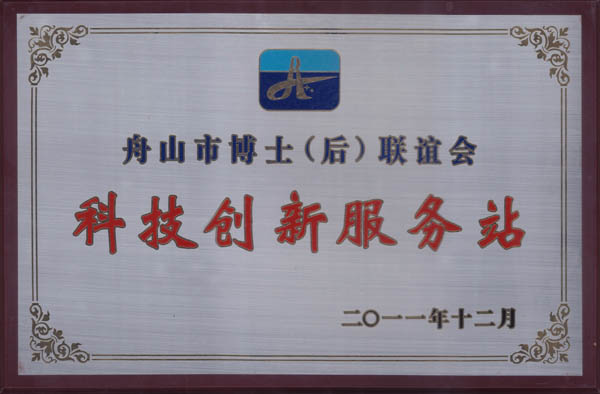 舟山市博士（后）联谊会
科技创新服务站
二〇一一年十二月